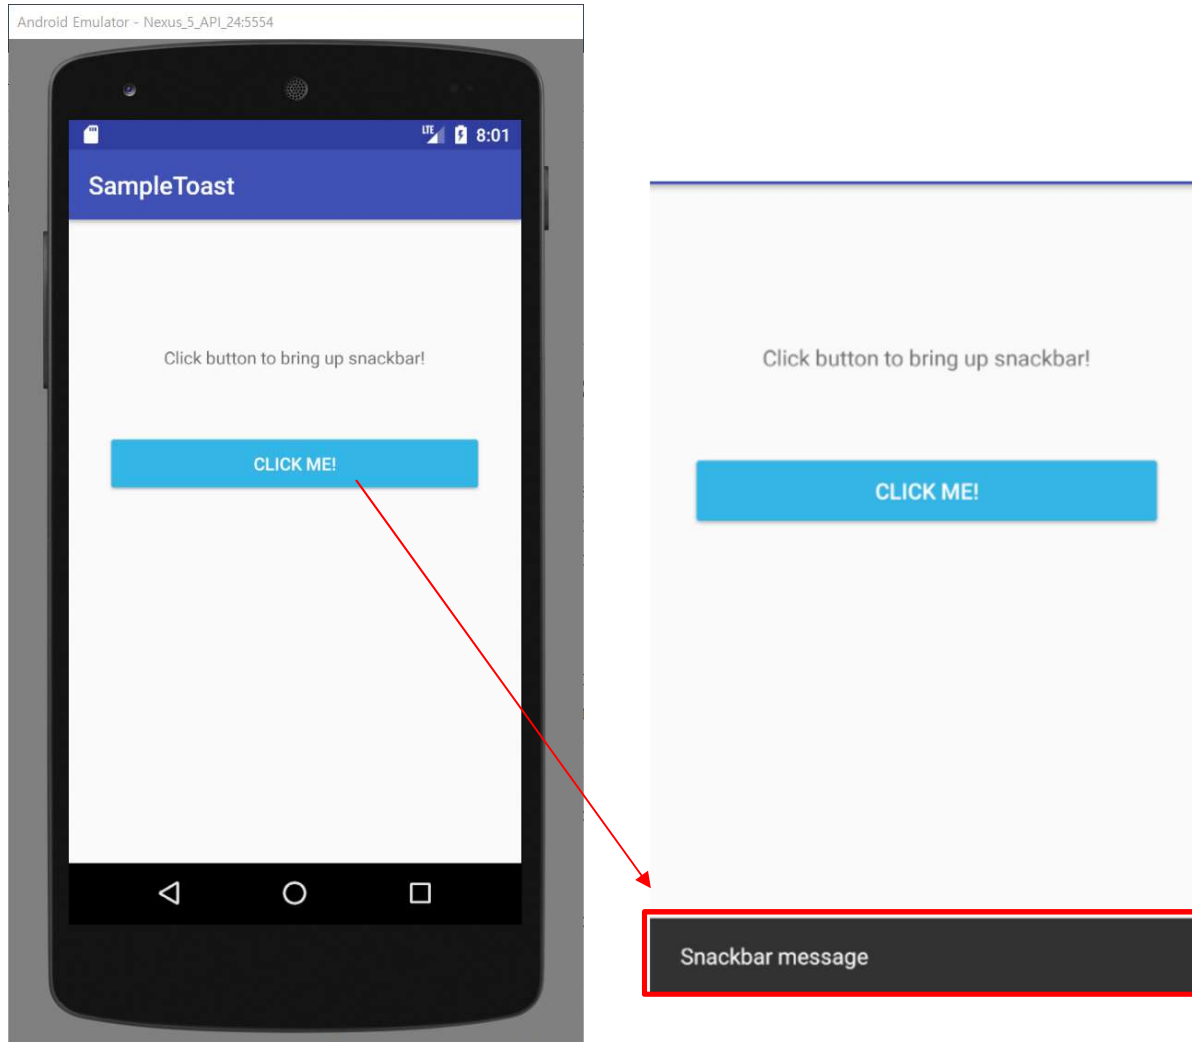 Android Emulator - Nexus_5_API_24:5554
LTE 8:01
SampleToast
Click button to bring up snackbar!
CLICK ME!
Click button to bring up snackbar!
CLICK ME!
Snackbar message